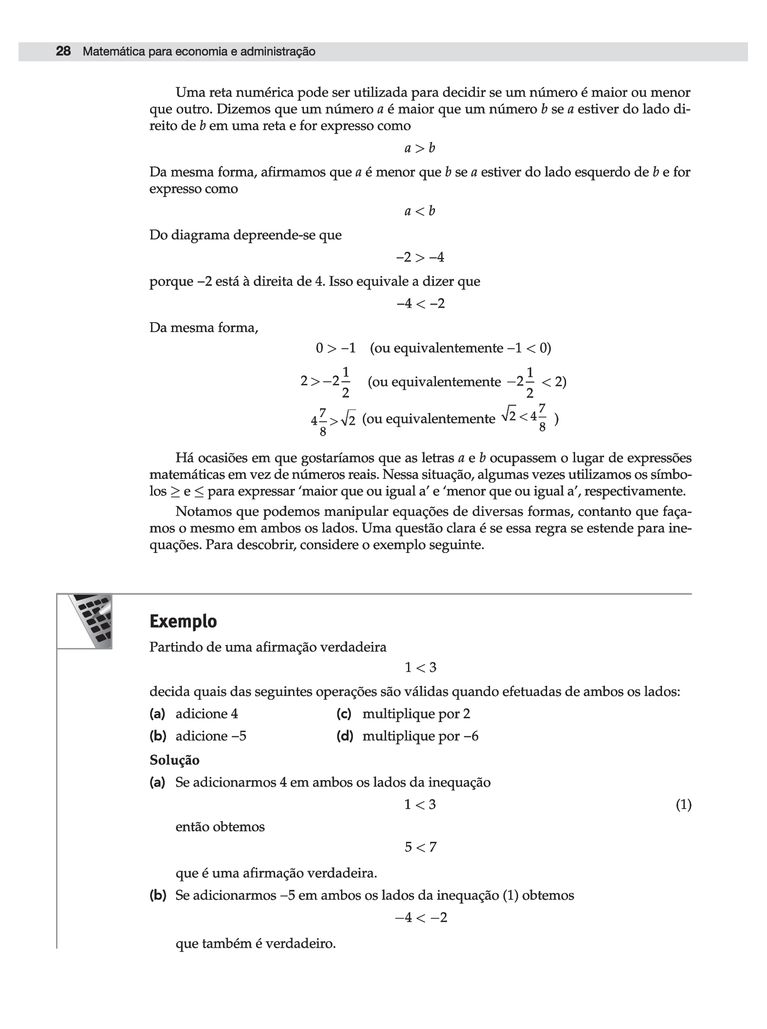 28 Matemática para economia e administração
Uma reta numérica pode ser utilizada para decidir se um número é maior ou menor
que outro. Dizemos que um número a é maior que um número b se a estiver do lado di-
reito de b em uma reta e for expresso como
a > b
Da mesma forma, afirmamos que a é menor que b se a estiver do lado esquerdo de b e for
expresso como
a < b
Do diagrama depreende-se que
−2 > −4
porque −2 está à direita de 4. Isso equivale a dizer que
−4 < −2
Da mesma forma,
0 > −1 (ou equivalentemente −1 < 0)
2 > −2 1/2 (ou equivalentemente −2 1/2 < 2)
4 7/8 > √2 (ou equivalentemente √2 < 4 7/8 )
Há ocasiões em que gostaríamos que as letras a e b ocupassem o lugar de expressões
matemáticas em vez de números reais. Nessa situação, algumas vezes utilizamos os símbo-
los ≥ e ≤ para expressar ‘maior que ou igual a’ e ‘menor que ou igual a’, respectivamente.
Notamos que podemos manipular equações de diversas formas, contanto que faça-
mos o mesmo em ambos os lados. Uma questão clara é se essa regra se estende para ine-
quações. Para descobrir, considere o exemplo seguinte.
Exemplo
Partindo de uma afirmação verdadeira
1 < 3
decida quais das seguintes operações são válidas quando efetuadas de ambos os lados:
(a) adicione 4 (c) multiplique por 2
(b) adicione −5 (d) multiplique por −6
Solução
(a) Se adicionarmos 4 em ambos os lados da inequação
1 < 3 (1)
então obtemos
5 < 7
que é uma afirmação verdadeira.
(b) Se adicionarmos −5 em ambos os lados da inequação (1) obtemos
−4 < −2
que também é verdadeiro.